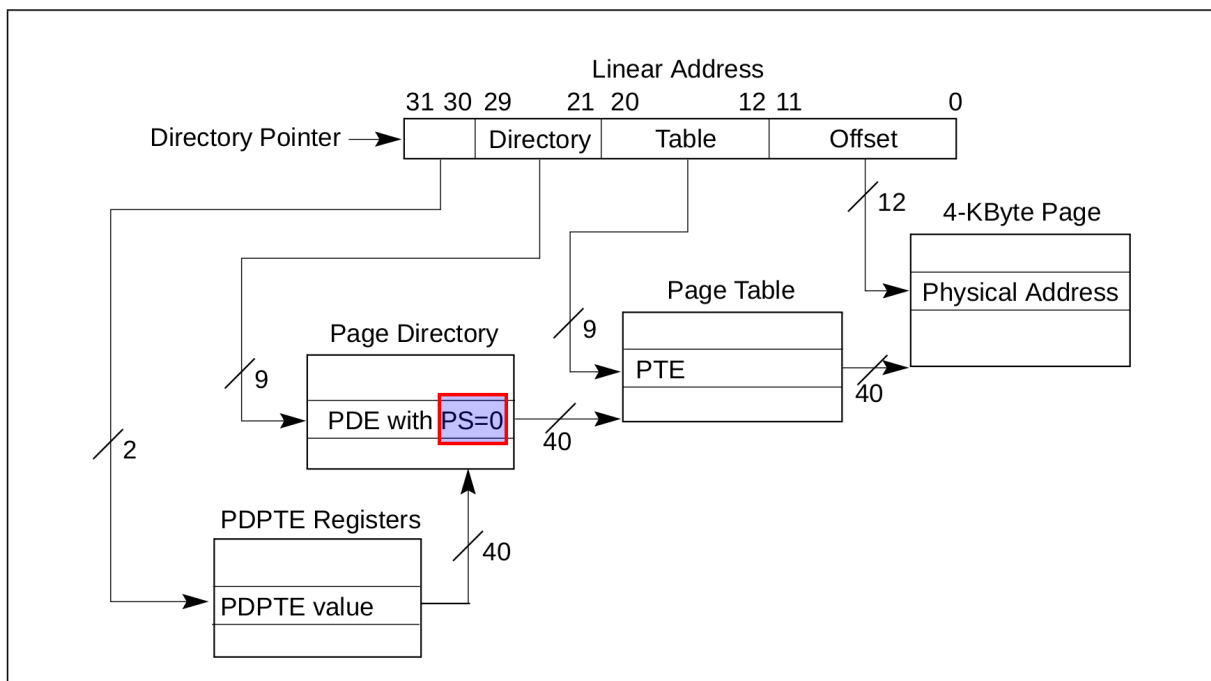 Linear Address
31 30 29 21 20 12 11 0
Directory Pointer
Directory Table Offset
12
4-KByte Page
Physical Address
Page Table
9
PTE
40
Page Directory
9
PDE with PS=0
40
2
PDPTE Registers
40
PDPTE value